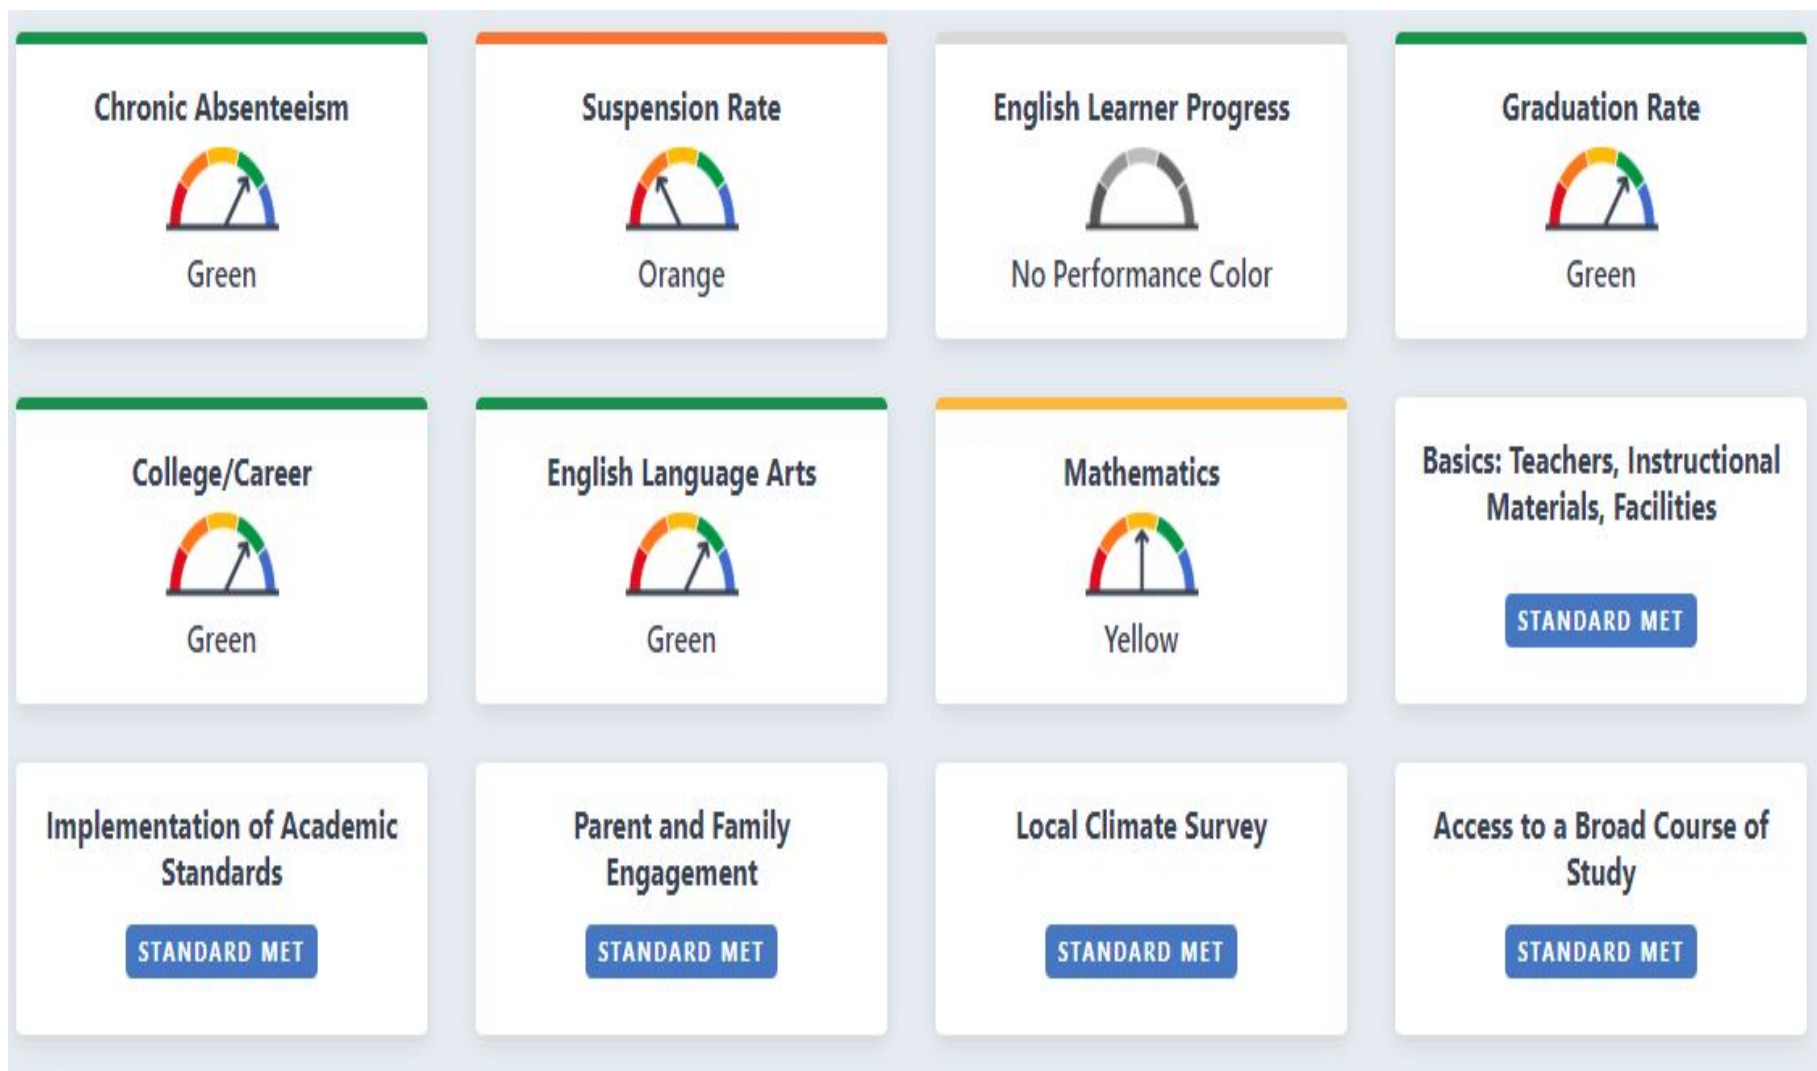 Chronic Absenteeism
Green
Suspension Rate
Orange
English Learner Progress
No Performance Color
Graduation Rate
Green
College/Career
Green
English Language Arts
Green
Mathematics
Yellow
Basics: Teachers, Instructional
Materials, Facilities
STANDARD MET
Implementation of Academic
Standards
STANDARD MET
Parent and Family
Engagement
STANDARD MET
Local Climate Survey
STANDARD MET
Access to a Broad Course of
Study
STANDARD MET